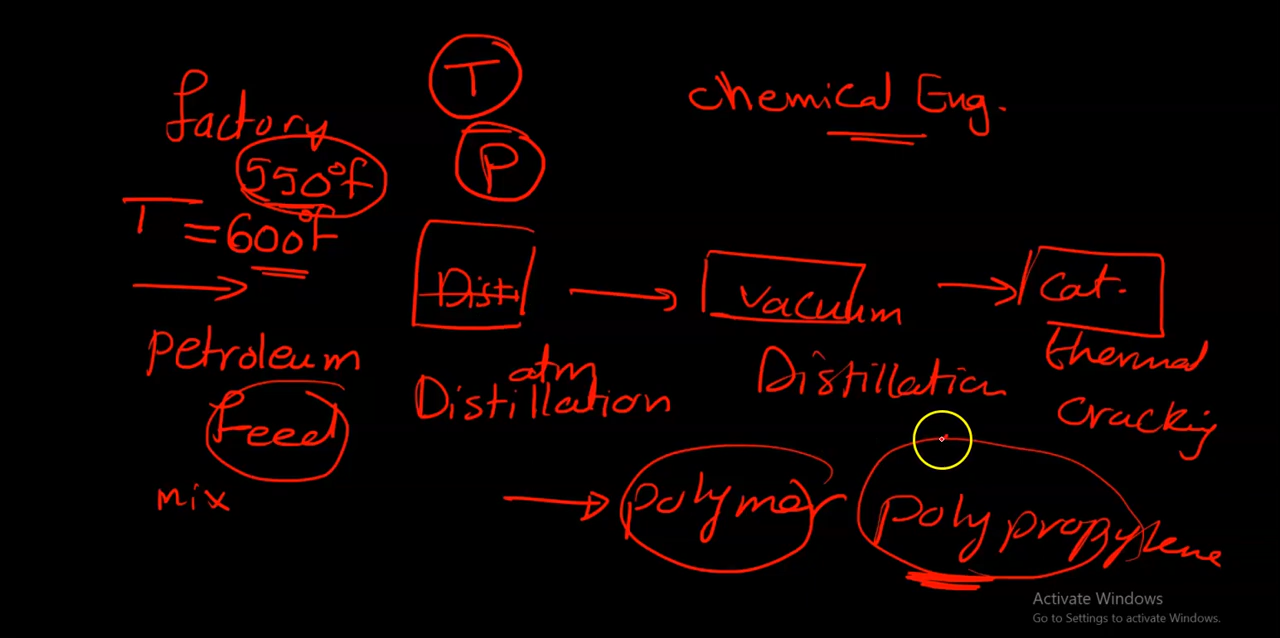 factory
T
P
chemical Eng.
550°f
T = 600°F
Dist.
vacuum
Cat.
petroleum
feed
mix
atm
Distillation
Distillation
thermal
cracking
polymer
polypropylene
Activate Windows
Go to Settings to activate Windows.